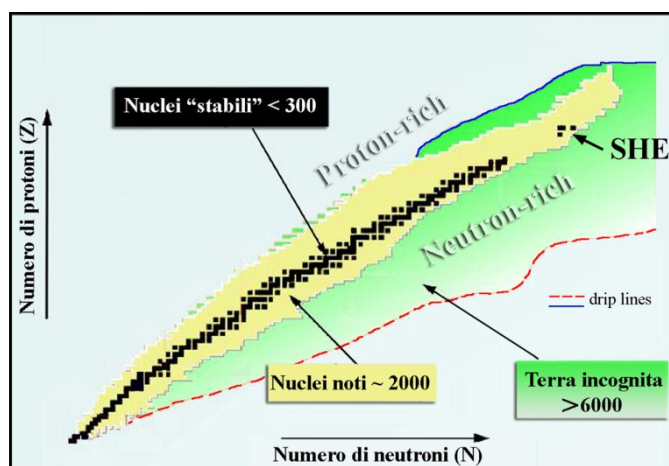 Nuclei “stabili” < 300
Proton-rich
SHE
Neutron-rich
Numero di protoni (Z)
drip lines
Nuclei noti ~ 2000
Terra incognita
>6000
Numero di neutroni (N)